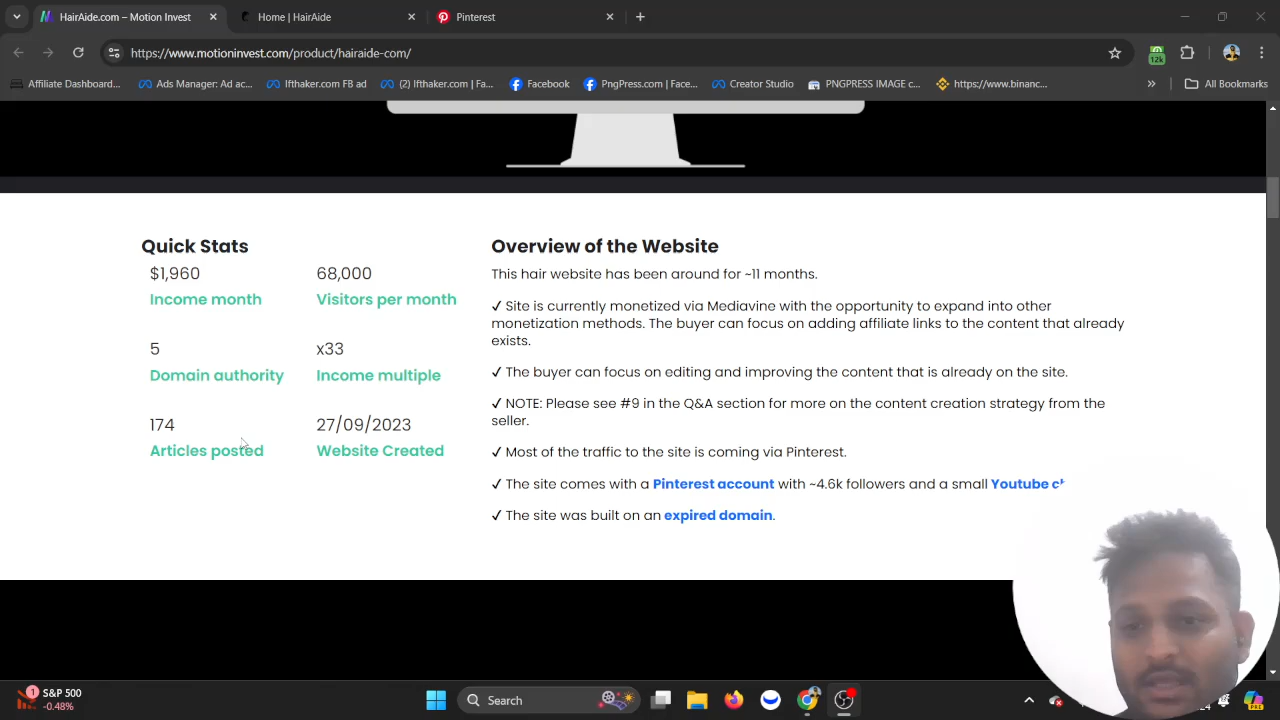 HairAide.com – Motion Invest
Home | HairAide
Pinterest
https://www.motioninvest.com/product/hairaide-com/
12k
Affiliate Dashboard...
Ads Manager: Ad ac...
Ifthaker.com FB ad
(2) Ifthaker.com | Fa...
Facebook
PngPress.com | Face...
Creator Studio
PNGPRESS IMAGE c...
https://www.binanc...
»
All Bookmarks
Quick Stats
$1,960
Income month
68,000
Visitors per month
5
Domain authority
x33
Income multiple
174
Articles posted
27/09/2023
Website Created
Overview of the Website
This hair website has been around for ~11 months.
✓ Site is currently monetized via Mediavine with the opportunity to expand into other
monetization methods. The buyer can focus on adding affiliate links to the content that already
exists.
✓ The buyer can focus on editing and improving the content that is already on the site.
✓ NOTE: Please see #9 in the Q&A section for more on the content creation strategy from the
seller.
✓ Most of the traffic to the site is coming via Pinterest.
✓ The site comes with a Pinterest account with ~4.6k followers and a small Youtube
✓ The site was built on an expired domain.
1
S&P 500
-0.48%
Search